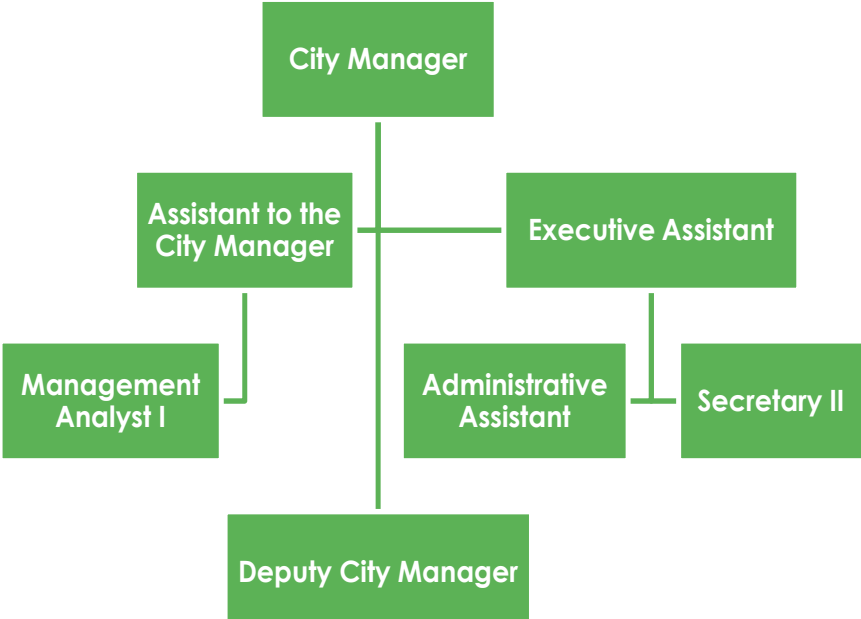 City Manager
Assistant to the
City Manager
Executive Assistant
Management
Analyst I
Administrative
Assistant
Secretary II
Deputy City Manager